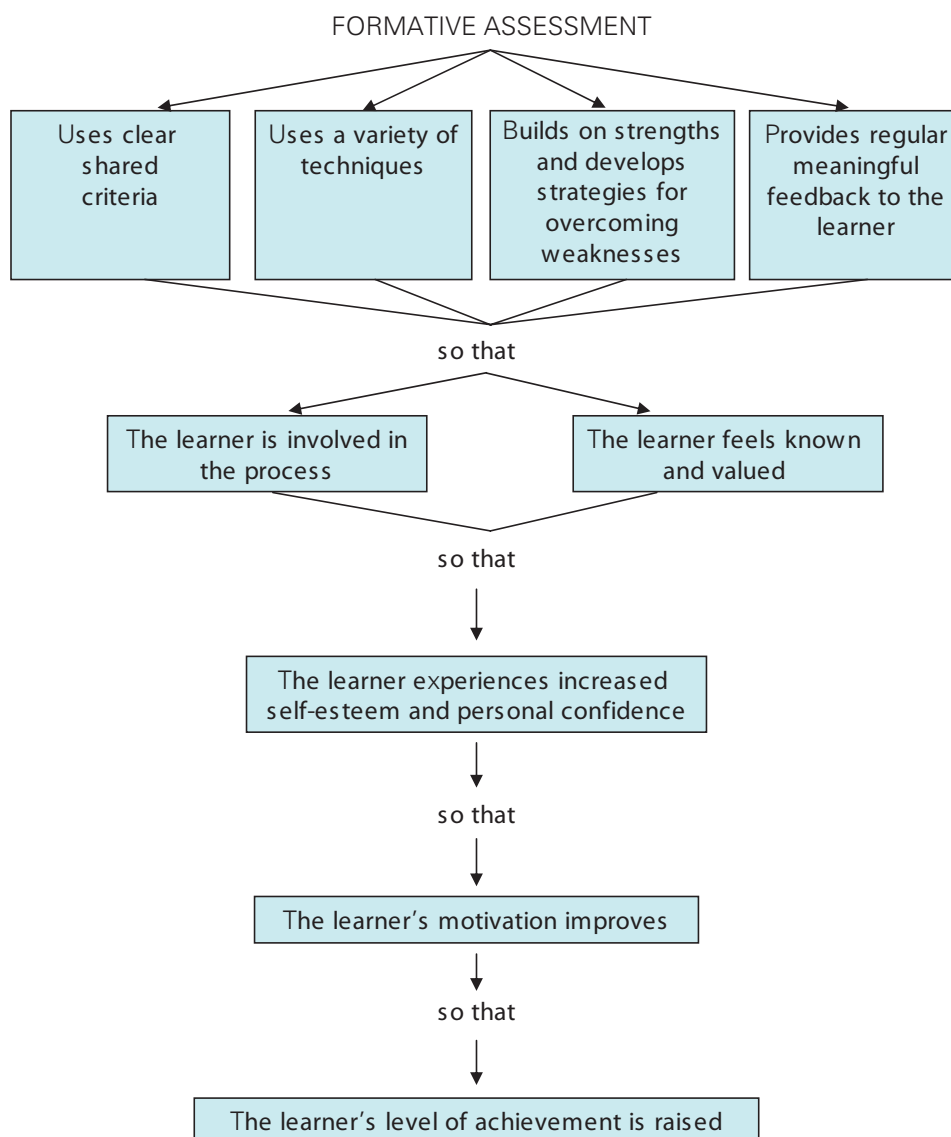 FORMATIVE ASSESSMENT
Uses clear
shared
criteria
Uses a variety of
techniques
Builds on strengths
and develops
strategies for
overcoming
weaknesses
Provides regular
meaningful
feedback to the
learner
so that
The learner is involved in
the process
The learner feels known
and valued
so that
The learner experiences increased
self-esteem and personal confidence
so that
The learner’s motivation improves
so that
The learner’s level of achievement is raised